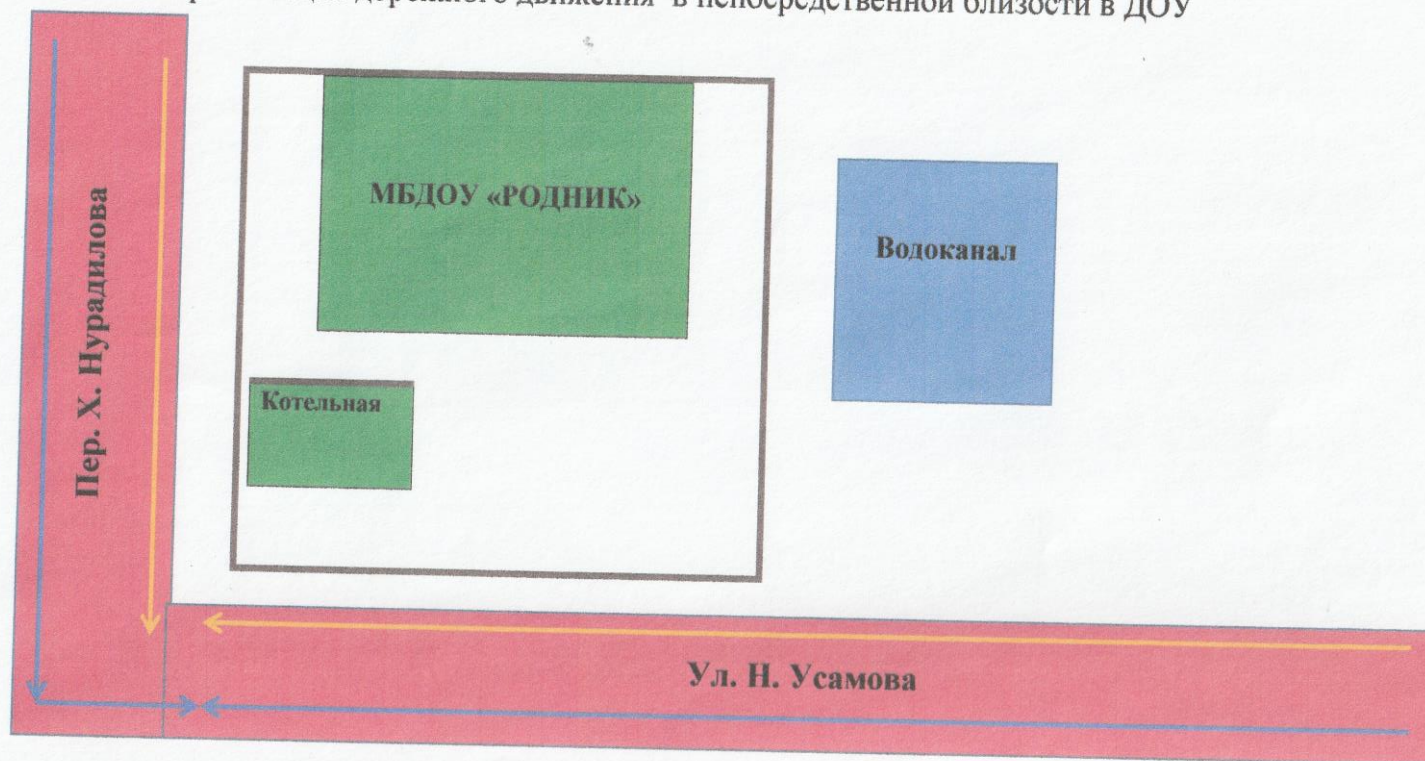 дорожного движения в непосредственной близости в ДОУ
МБДОУ «РОДНИК»
Водоканал
Пер. Х. Нурадилова
Котельная
Ул. Н. Усамова